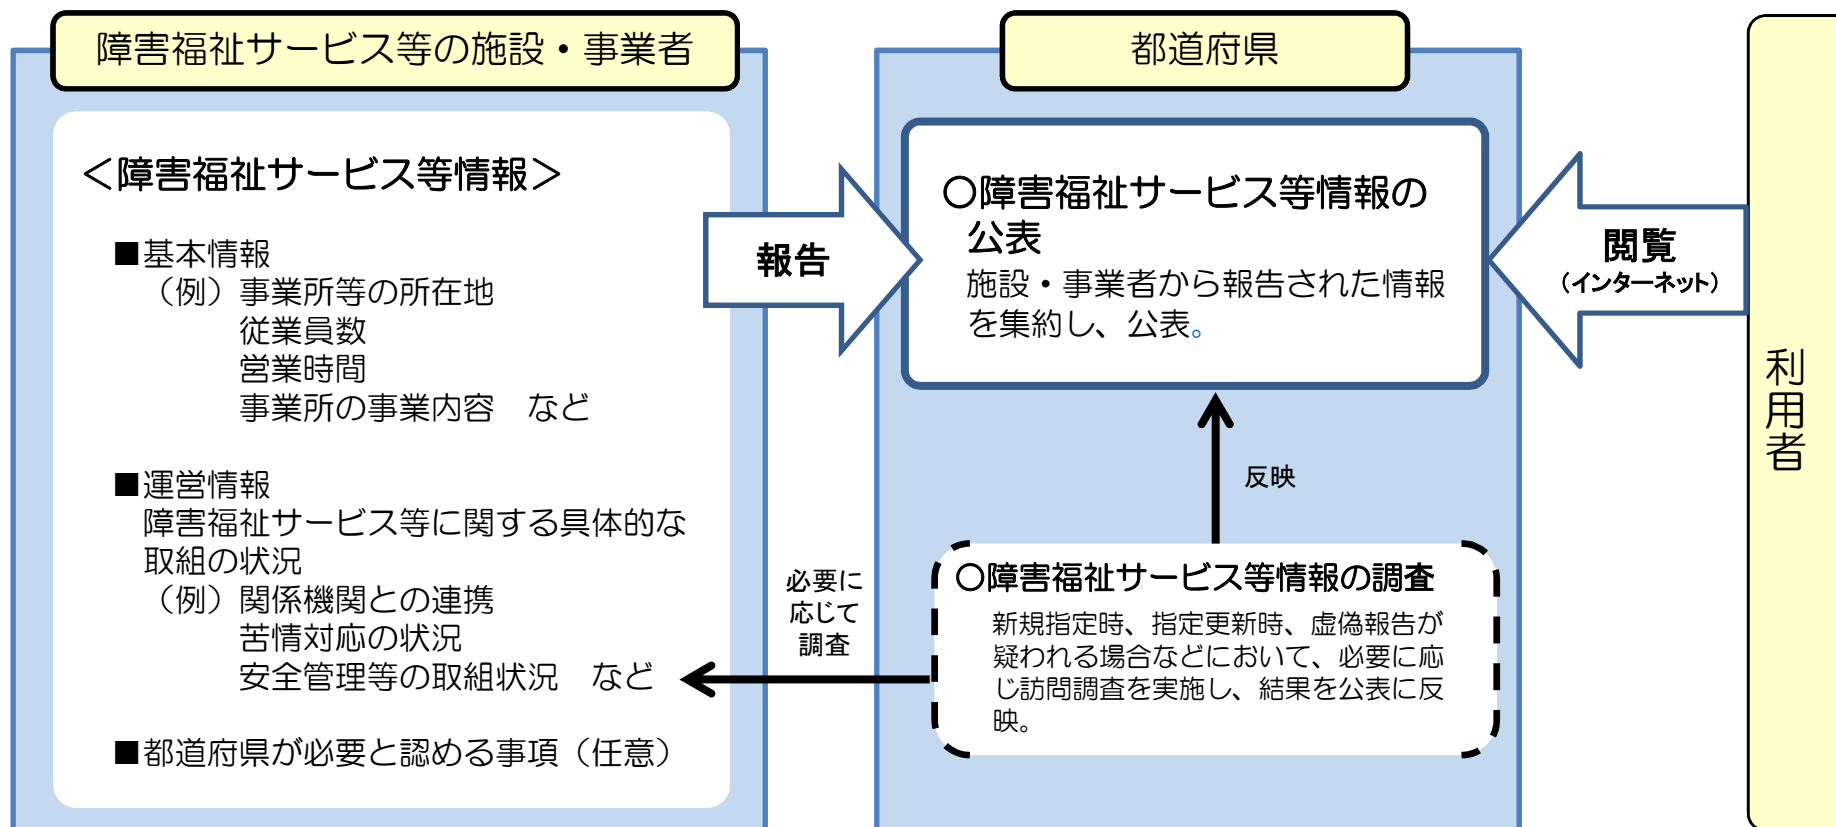 障害福祉サービス等の施設・事業者
＜障害福祉サービス等情報＞
■基本情報
（例）事業所等の所在地
従業員数
営業時間
事業所の事業内容　など
■運営情報
障害福祉サービス等に関する具体的な
取組の状況
（例）関係機関との連携
苦情対応の状況
安全管理等の取組状況　など
■都道府県が必要と認める事項（任意）
報告
必要に
応じて
調査
都道府県
〇障害福祉サービス等情報の
公表
施設・事業者から報告された情報
を集約し、公表。
反映
〇障害福祉サービス等情報の調査
新規指定時、指定更新時、虚偽報告が
疑われる場合などにおいて、必要に応
じ訪問調査を実施し、結果を公表に反
映。
閲覧
（インターネット）
利用者